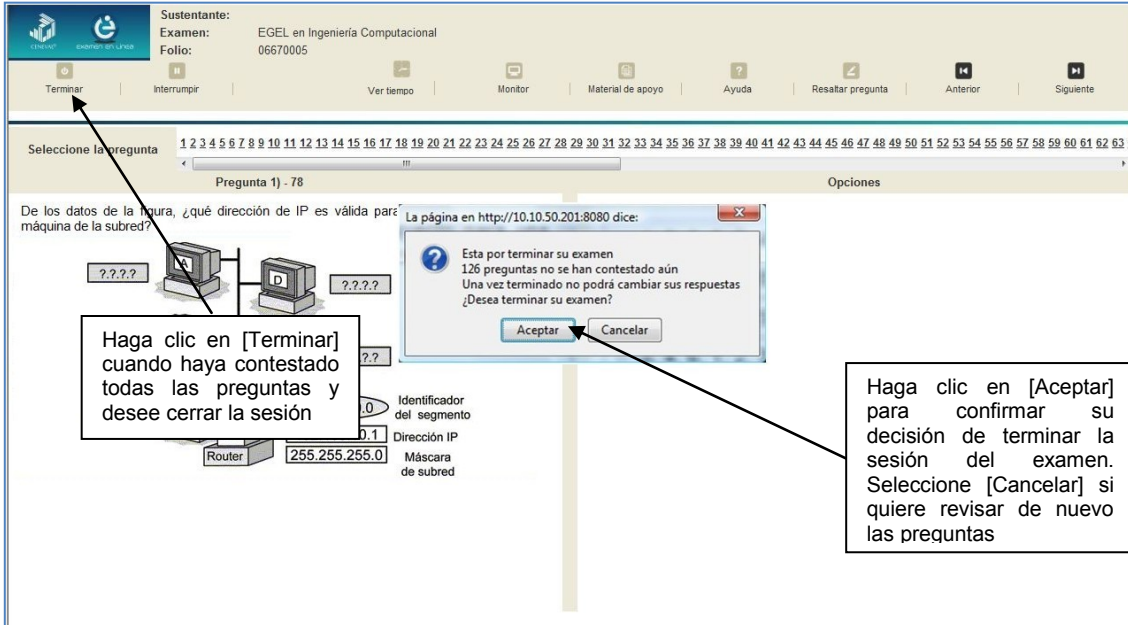 Sustentante:
Examen: EGEL en Ingeniería Computacional
Folio: 06670005
CENEVAL
EXAMEN EN LÍNEA
Terminar
Interrumpir
Ver tiempo
Monitor
Material de apoyo
Ayuda
Resaltar pregunta
Anterior
Siguiente
Seleccione la pregunta
1 2 3 4 5 6 7 8 9 10 11 12 13 14 15 16 17 18 19 20 21 22 23 24 25 26 27 28 29 30 31 32 33 34 35 36 37 38 39 40 41 42 43 44 45 46 47 48 49 50 51 52 53 54 55 56 57 58 59 60 61 62 63
Pregunta 1) - 78
Opciones
De los datos de la figura, ¿qué dirección de IP es válida para
máquina de la subred?
?.?.?.?
A
D
?.?.?.?
?.?
.0
Identificador
del segmento
0.1
Dirección IP
Router
255.255.255.0
Máscara
de subred
La página en http://10.10.50.201:8080 dice:
Esta por terminar su examen
126 preguntas no se han contestado aún
Una vez terminado no podrá cambiar sus respuestas
¿Desea terminar su examen?
Aceptar
Cancelar
Haga clic en [Terminar]
cuando haya contestado
todas las preguntas y
desee cerrar la sesión
Haga clic en [Aceptar]
para confirmar su
decisión de terminar la
sesión del examen.
Seleccione [Cancelar] si
quiere revisar de nuevo
las preguntas